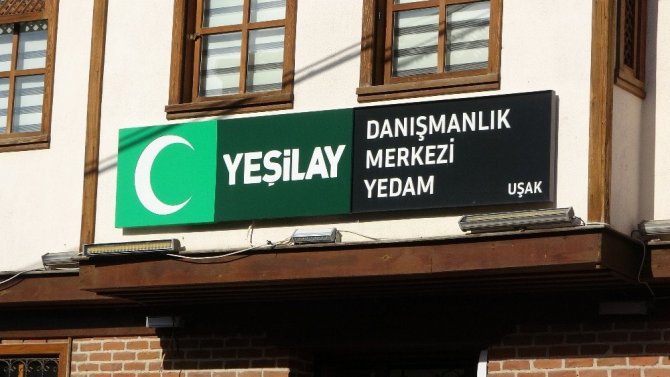 YEŞİLAY
DANIŞMANLIK
MERKEZİ
YEDAM
UŞAK